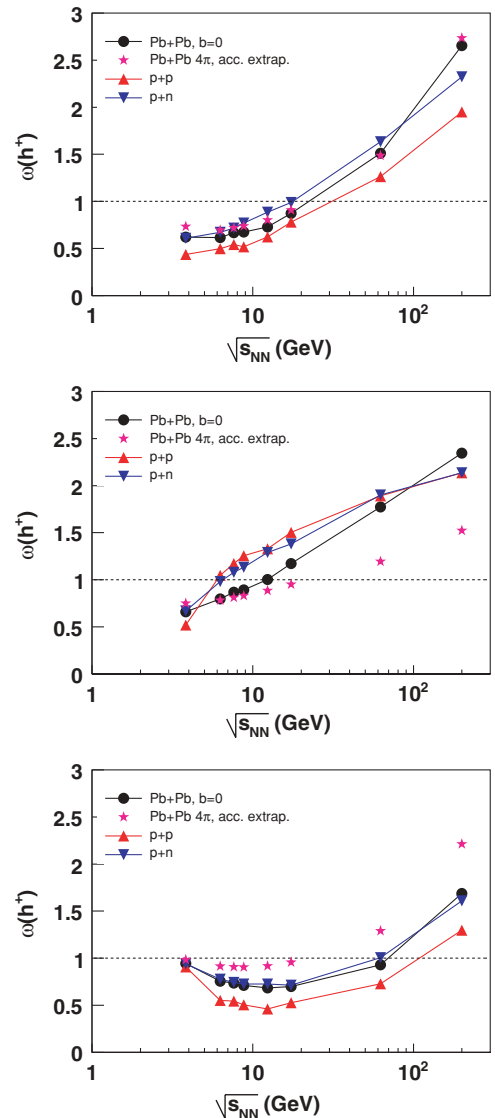 3
2.5
2
1.5
1
0.5
0
ω(h⁺)
Pb+Pb, b=0
Pb+Pb 4π, acc. extrap.
p+p
p+n
1 10 10²
√s_NN (GeV)
3
2.5
2
1.5
1
0.5
0
ω(h⁺)
Pb+Pb, b=0
Pb+Pb 4π, acc. extrap.
p+p
p+n
1 10 10²
√s_NN (GeV)
3
2.5
2
1.5
1
0.5
0
ω(h⁺)
Pb+Pb, b=0
Pb+Pb 4π, acc. extrap.
p+p
p+n
1 10 10²
√s_NN (GeV)